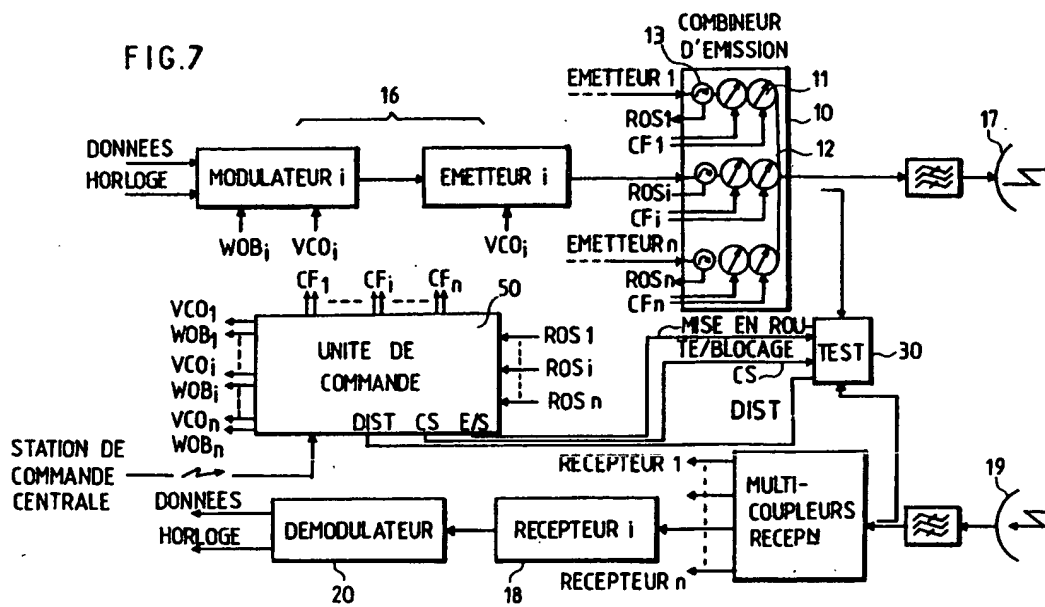 FIG.7
COMBINEUR
D'EMISSION
13
EMETTEUR 1
11
10
16
ROS1
CF1
12
17
DONNEES
HORLOGE
MODULATEUR i
EMETTEUR i
ROSi
CFi
WOBi
VCOi
VCOi
EMETTEUR n
ROSn
CFn
CF1
CFi
CFn
50
VCO1
WOB1
VCOi
WOBi
VCOn
WOBn
UNITE DE
COMMANDE
ROS 1
ROS i
ROS n
DIST
CS
E/S
MISE EN ROU
TE/BLOCAGE
CS
TEST
30
DIST
STATION DE
COMMANDE
CENTRALE
DONNEES
HORLOGE
DEMODULATEUR
20
RECEPTEUR i
18
RECEPTEUR 1
RECEPTEUR n
MULTI-
COUPLEURS
RECEPN
19